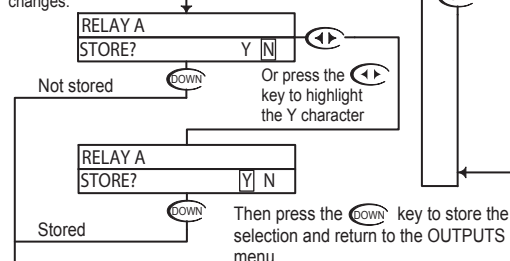 changes.
RELAY A
STORE? Y N
DOWN
Not stored
Or press the
key to highlight
the Y character
RELAY A
STORE? Y N
DOWN
Stored
Then press the DOWN key to store the
selection and return to the OUTPUTS
menu